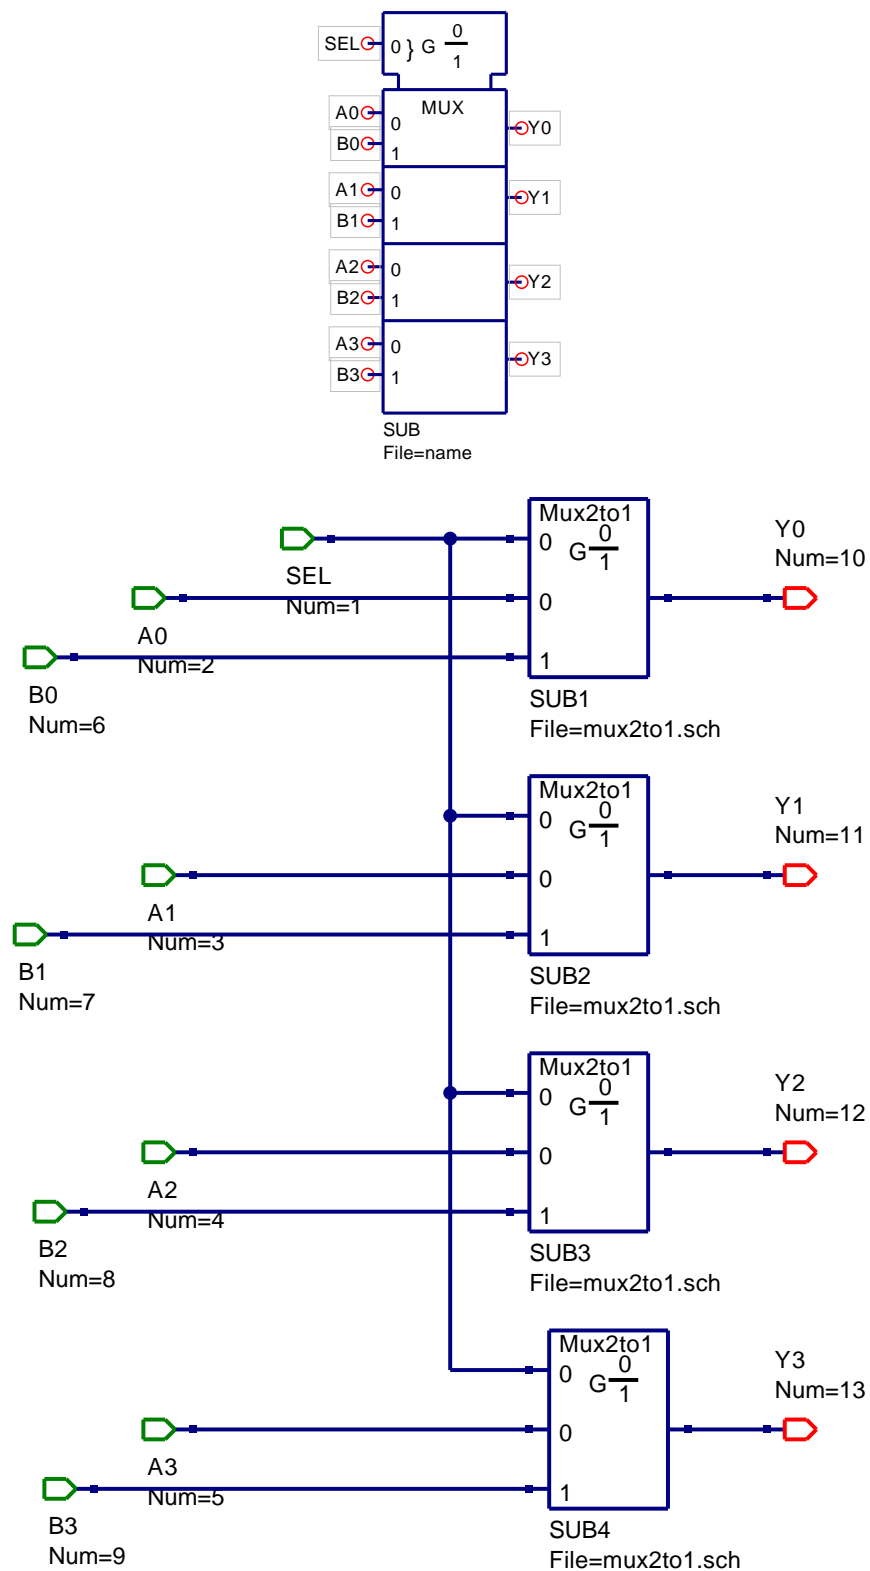 SEL 0 } G 0
1
MUX
A0 0 Y0
B0 1
A1 0 Y1
B1 1
A2 0 Y2
B2 1
A3 0 Y3
B3 1
SUB
File=name
Mux2to1
0 G 0
1
0
1
SEL
Num=1
A0
Num=2
B0
Num=6
SUB1
File=mux2to1.sch
Y0
Num=10
Mux2to1
0 G 0
1
0
1
A1
Num=3
B1
Num=7
SUB2
File=mux2to1.sch
Y1
Num=11
Mux2to1
0 G 0
1
0
1
A2
Num=4
B2
Num=8
SUB3
File=mux2to1.sch
Y2
Num=12
Mux2to1
0 G 0
1
0
1
A3
Num=5
B3
Num=9
SUB4
File=mux2to1.sch
Y3
Num=13